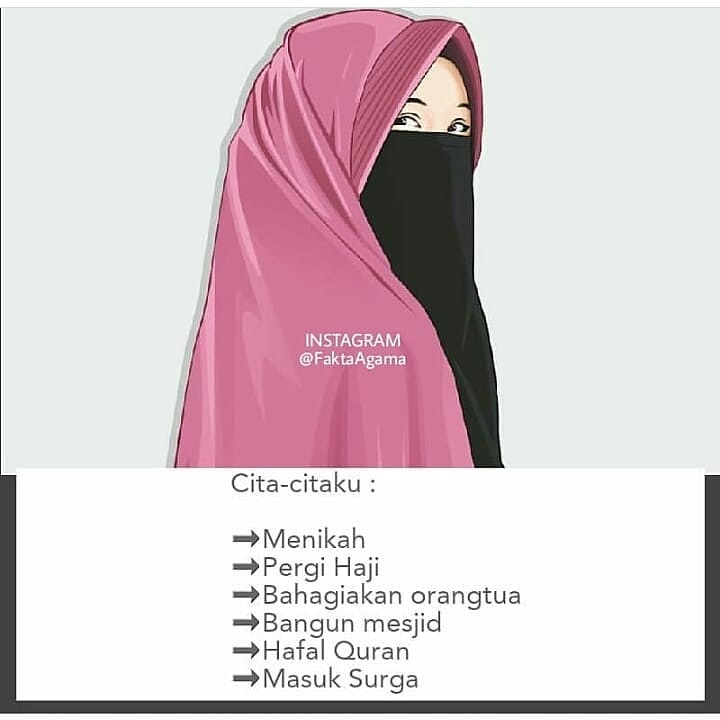 INSTAGRAM
@FaktaAgama
Cita-citaku :
➡Menikah
➡Pergi Haji
➡Bahagiakan orangtua
➡Bangun mesjid
➡Hafal Quran
➡Masuk Surga